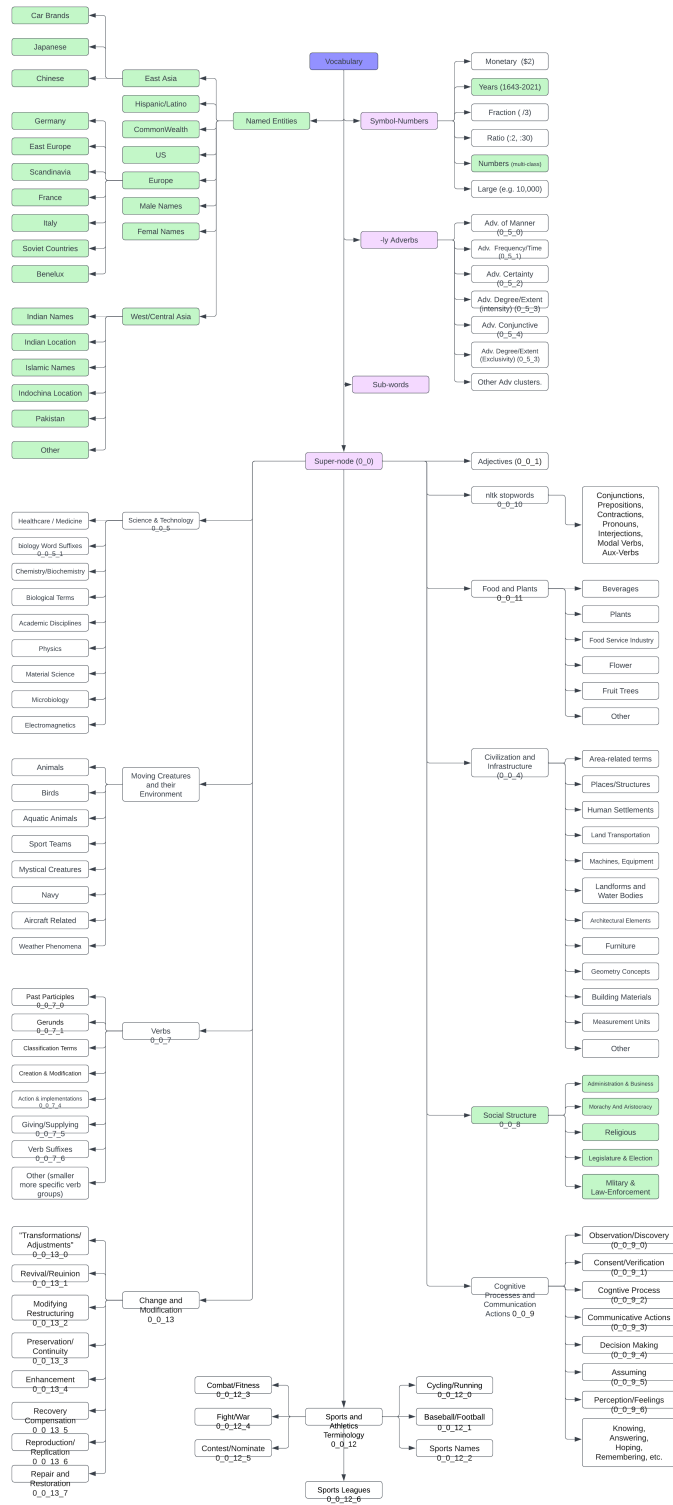 Vocabulary
Car Brands
Japanese
Chinese
East Asia
Hispanic/Latino
CommonWealth
US
Europe
Male Names
Femal Names
Named Entities
Germany
East Europe
Scandinavia
France
Italy
Soviet Countries
Benelux
West/Central Asia
Indian Names
Indian Location
Islamic Names
Indochina Location
Pakistan
Other
Symbol-Numbers
Monetary ($2)
Years (1643-2021)
Fraction ( /3)
Ratio (:2, :30)
Numbers (multi-class)
Large (e.g. 10,000)
-ly Adverbs
Adv. of Manner
(0_5_0)
Adv. Frequency/Time
(0_5_1)
Adv. Certainty
(0_5_2)
Adv. Degree/Extent
(intensity) (0_5_3)
Adv. Conjunctive
(0_5_4)
Adv. Degree/Extent
(Exclusivity) (0_5_3)
Other Adv clusters.
Sub-words
Super-node (0_0)
Adjectives (0_0_1)
nltk stopwords
0_0_10
Conjunctions,
Prepositions,
Contractions,
Pronouns,
Interjections,
Modal Verbs,
Aux-Verbs
Science & Technology
0_0_5
Healthcare / Medicine
biology Word Suffixes
0_0_5_1
Chemistry/Biochemistry
Biological Terms
Academic Disciplines
Physics
Material Science
Microbiology
Electromagnetics
Food and Plants
0_0_11
Beverages
Plants
Food Service Industry
Flower
Fruit Trees
Other
Moving Creatures
and their
Environment
Animals
Birds
Aquatic Animals
Sport Teams
Mystical Creatures
Navy
Aircraft Related
Weather Phenomena
Civilization and
Infrastructure
(0_0_4)
Area-related terms
Places/Structures
Human Settlements
Land Transportation
Machines, Equipment
Landforms and
Water Bodies
Architectural Elements
Furniture
Geometry Concepts
Building Materials
Measurement Units
Other
Verbs
0_0_7
Past Participles
0_0_7_0
Gerunds
0_0_7_1
Classification Terms
Creation & Modification
Action & implementations
0_0_7_4
Giving/Supplying
0_0_7_5
Verb Suffixes
0_0_7_6
Other (smaller
more specific verb
groups)
Social Structure
0_0_8
Administration & Business
Morachy And Aristocracy
Religious
Legislature & Election
Mlitary &
Law-Enforcement
Change and
Modification
0_0_13
"Transformations/
Adjustments"
0_0_13_0
Revival/Reuinion
0_0_13_1
Modifying
Restructuring
0_0_13_2
Preservation/
Continuity
0_0_13_3
Enhancement
0_0_13_4
Recovery
Compensation
0_0_13_5
Reproduction/
Replication
0_0_13_6
Repair and
Restoration
0_0_13_7
Cognitive
Processes and
Communication
Actions 0_0_9
Observation/Discovery
(0_0_9_0)
Consent/Verification
(0_0_9_1)
Cogntive Process
(0_0_9_2)
Communicative Actions
(0_0_9_3)
Decision Making
(0_0_9_4)
Assuming
(0_0_9_5)
Perception/Feelings
(0_0_9_6)
Knowing,
Answering,
Hoping,
Remembering, etc.
Combat/Fitness
0_0_12_3
Fight/War
0_0_12_4
Contest/Nominate
0_0_12_5
Sports and
Athletics
Terminology
0_0_12
Cycling/Running
0_0_12_0
Baseball/Football
0_0_12_1
Sports Names
0_0_12_2
Sports Leagues
0_0_12_6